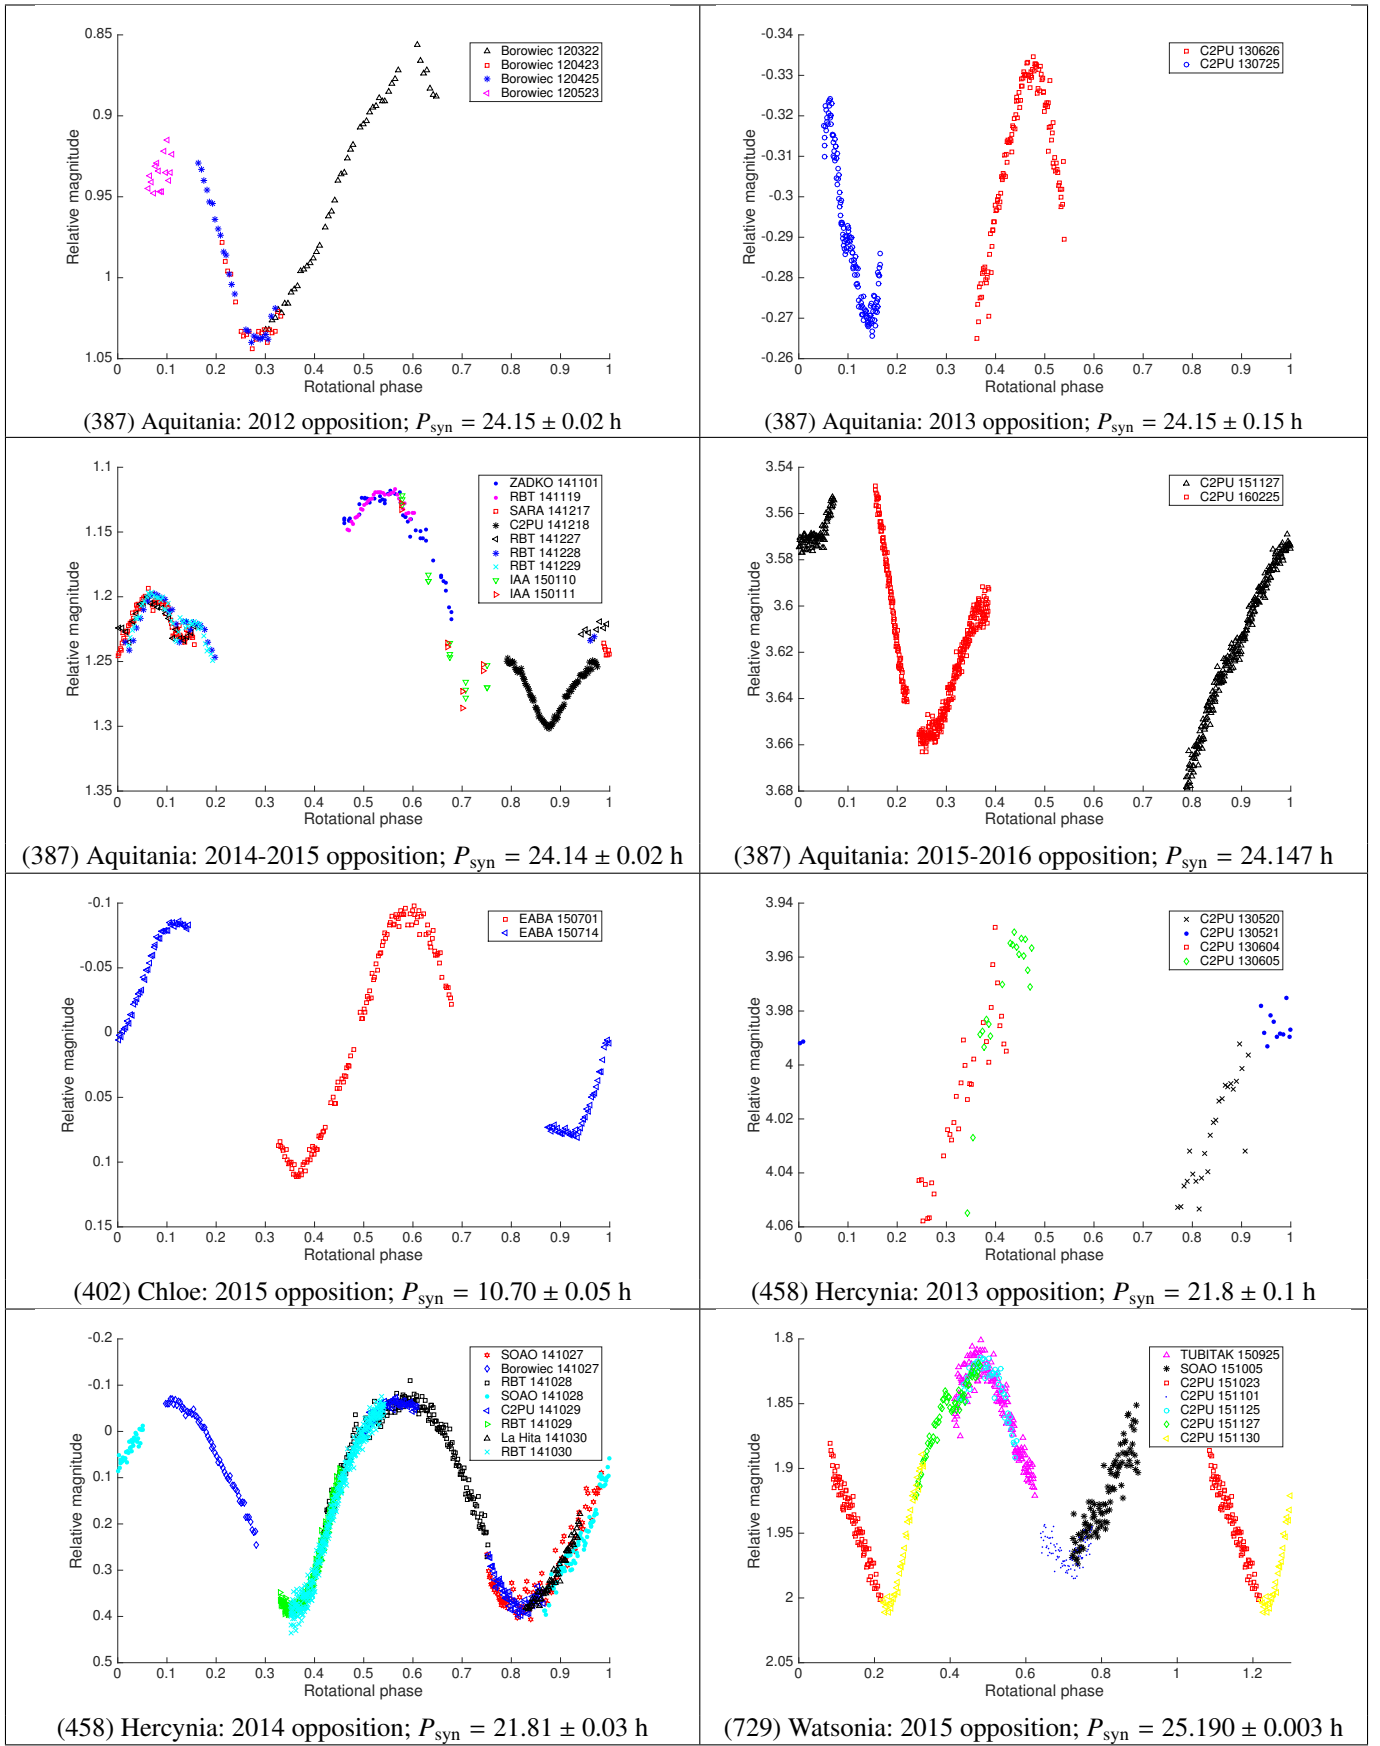 0.85
0.9
0.95
1
1.05
0 0.1 0.2 0.3 0.4 0.5 0.6 0.7 0.8 0.9 1
Relative magnitude
Rotational phase
Borowiec 120322
Borowiec 120423
Borowiec 120425
Borowiec 120523
(387) Aquitania: 2012 opposition; Psyn = 24.15 ± 0.02 h
-0.34
-0.33
-0.32
-0.31
-0.3
-0.29
-0.28
-0.27
-0.26
0 0.1 0.2 0.3 0.4 0.5 0.6 0.7 0.8 0.9 1
Relative magnitude
Rotational phase
C2PU 130626
C2PU 130725
(387) Aquitania: 2013 opposition; Psyn = 24.15 ± 0.15 h
1.1
1.15
1.2
1.25
1.3
1.35
0 0.1 0.2 0.3 0.4 0.5 0.6 0.7 0.8 0.9 1
Relative magnitude
Rotational phase
ZADKO 141101
RBT 141119
SARA 141217
C2PU 141218
RBT 141227
RBT 141228
RBT 141229
IAA 150110
IAA 150111
(387) Aquitania: 2014-2015 opposition; Psyn = 24.14 ± 0.02 h
3.54
3.56
3.58
3.6
3.62
3.64
3.66
3.68
0 0.1 0.2 0.3 0.4 0.5 0.6 0.7 0.8 0.9 1
Relative magnitude
Rotational phase
C2PU 151127
C2PU 160225
(387) Aquitania: 2015-2016 opposition; Psyn = 24.147 h
-0.1
-0.05
0
0.05
0.1
0.15
0 0.1 0.2 0.3 0.4 0.5 0.6 0.7 0.8 0.9 1
Relative magnitude
Rotational phase
EABA 150701
EABA 150714
(402) Chloe: 2015 opposition; Psyn = 10.70 ± 0.05 h
3.94
3.96
3.98
4
4.02
4.04
4.06
0 0.1 0.2 0.3 0.4 0.5 0.6 0.7 0.8 0.9 1
Relative magnitude
Rotational phase
C2PU 130520
C2PU 130521
C2PU 130604
C2PU 130605
(458) Hercynia: 2013 opposition; Psyn = 21.8 ± 0.1 h
-0.2
-0.1
0
0.1
0.2
0.3
0.4
0.5
0 0.1 0.2 0.3 0.4 0.5 0.6 0.7 0.8 0.9 1
Relative magnitude
Rotational phase
SOAO 141027
Borowiec 141027
RBT 141028
SOAO 141028
C2PU 141029
RBT 141029
La Hita 141030
RBT 141030
(458) Hercynia: 2014 opposition; Psyn = 21.81 ± 0.03 h
1.8
1.85
1.9
1.95
2
2.05
0 0.2 0.4 0.6 0.8 1 1.2
Relative magnitude
Rotational phase
TUBITAK 150925
SOAO 151005
C2PU 151023
C2PU 151101
C2PU 151125
C2PU 151127
C2PU 151130
(729) Watsonia: 2015 opposition; Psyn = 25.190 ± 0.003 h